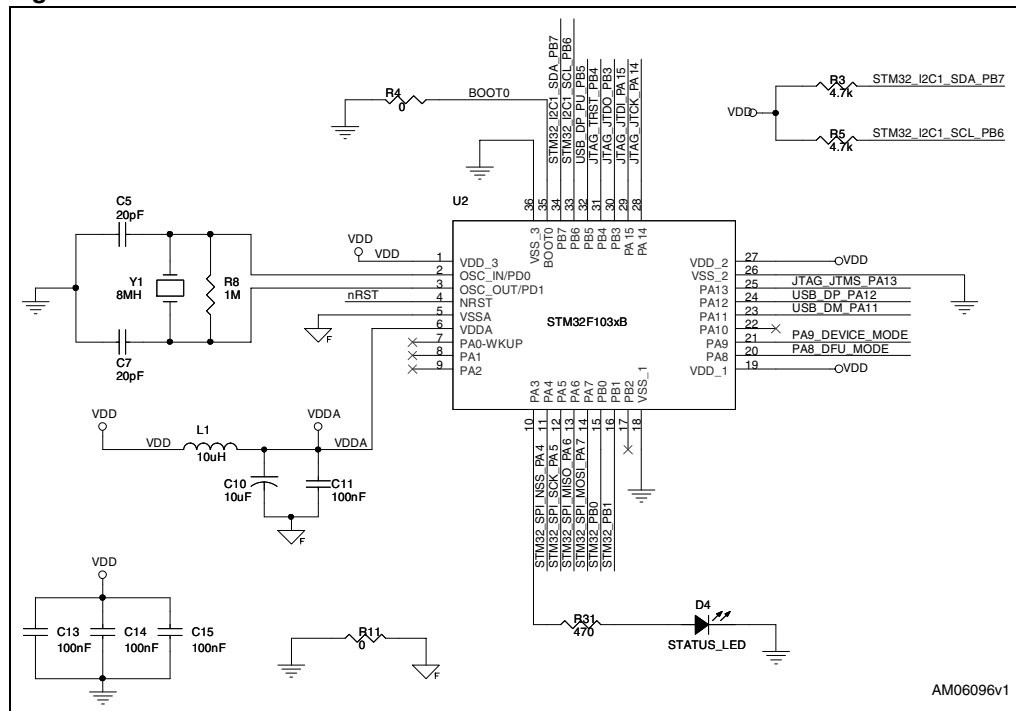 R4
0
BOOT0
STM32_I2C1_SDA_PB7
STM32_I2C1_SCL_PB6
USB_DP_PU_PB5
JTAG_TRST_PB4
JTAG_JTDO_PB3
JTAG_JTDI_PA15
JTAG_JTCK_PA14
VDD
R3
4.7k
STM32_I2C1_SDA_PB7
R5
4.7k
STM32_I2C1_SCL_PB6
U2
36
35
34
33
32
31
30
29
28
VSS_3
BOOT0
PB7
PB6
PB5
PB4
PB3
PA15
PA14
C5
20pF
Y1
8MH
R8
1M
C7
20pF
VDD
VDD
nRST
F
1 VDD_3
2 OSC_IN/PD0
3 OSC_OUT/PD1
4 NRST
5 VSSA
6 VDDA
7 PA0-WKUP
8 PA1
9 PA2
STM32F103xB
VDD_2 27 VDD
VSS_2 26
PA13 25 JTAG_JTMS_PA13
PA12 24 USB_DP_PA12
PA11 23 USB_DM_PA11
PA10 22
PA9 21 PA9_DEVICE_MODE
PA8 20 PA8_DFU_MODE
VDD_1 19 VDD
PA3
PA4
PA5
PA6
PA7
PB0
PB1
PB2
VSS_1
10
11
12
13
14
15
16
17
18
STM32_SPI_NSS_PA4
STM32_SPI_SCK_PA5
STM32_SPI_MISO_PA6
STM32_SPI_MOSI_PA7
STM32_PB0
STM32_PB1
VDD
VDD
L1
10uH
VDDA
VDDA
C10
10uF
C11
100nF
F
VDD
C13
100nF
C14
100nF
C15
100nF
R11
0
F
R31
470
D4
STATUS_LED
AM06096v1